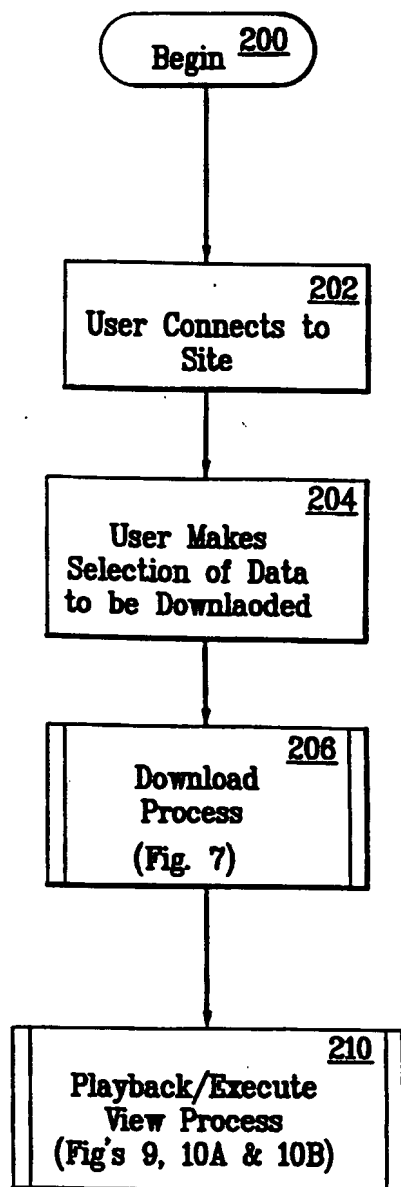 Begin 200
202
User Connects to
Site
204
User Makes
Selection of Data
to be Downlaoded
206
Download
Process
(Fig. 7)
210
Playback/Execute
View Process
(Fig's 9, 10A & 10B)